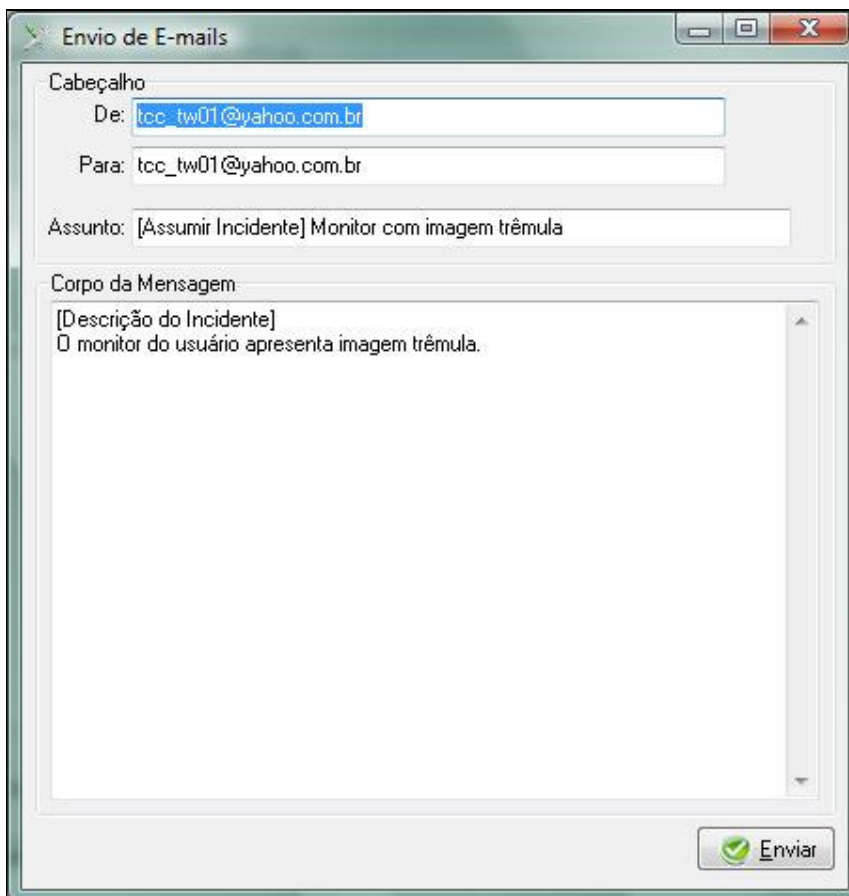 Envio de E-mails
Cabeçalho
De: tcc_tw01@yahoo.com.br
Para: tcc_tw01@yahoo.com.br
Assunto: [Assumir Incidente] Monitor com imagem trêmula
Corpo da Mensagem
[Descrição do Incidente]
O monitor do usuário apresenta imagem trêmula.
Enviar